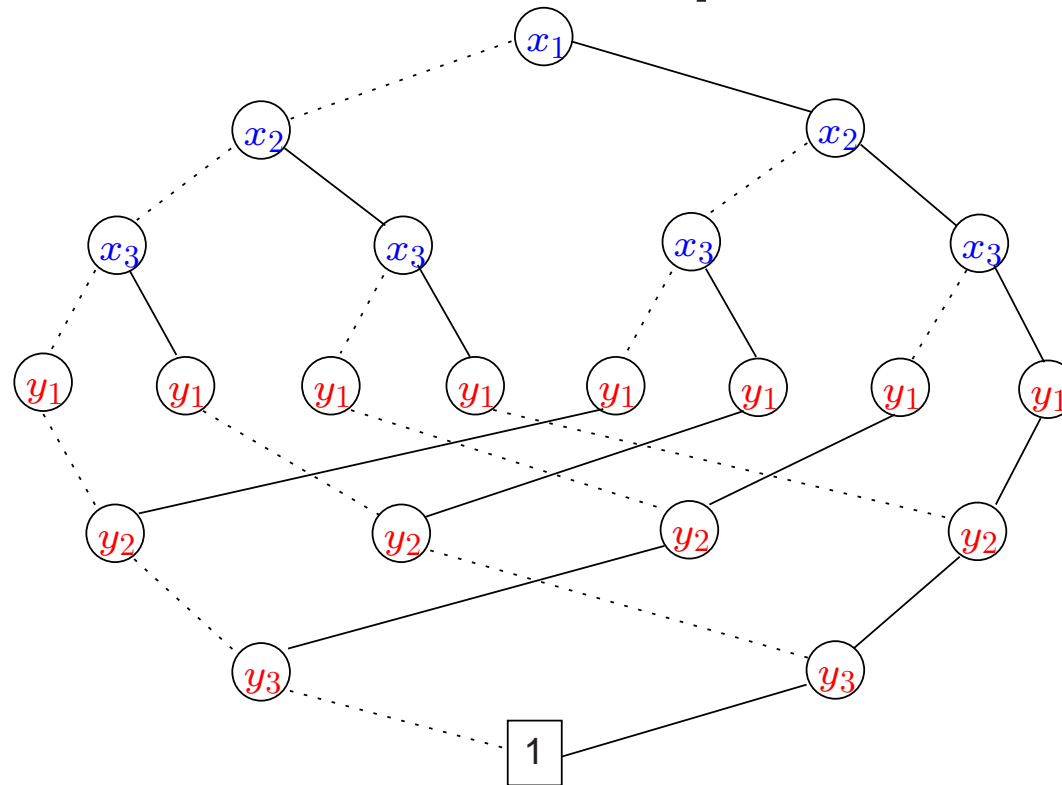 x1
x2 x2
x3 x3 x3 x3
y1 y1 y1 y1 y1 y1 y1 y1
y2 y2 y2 y2
y3 y3
1